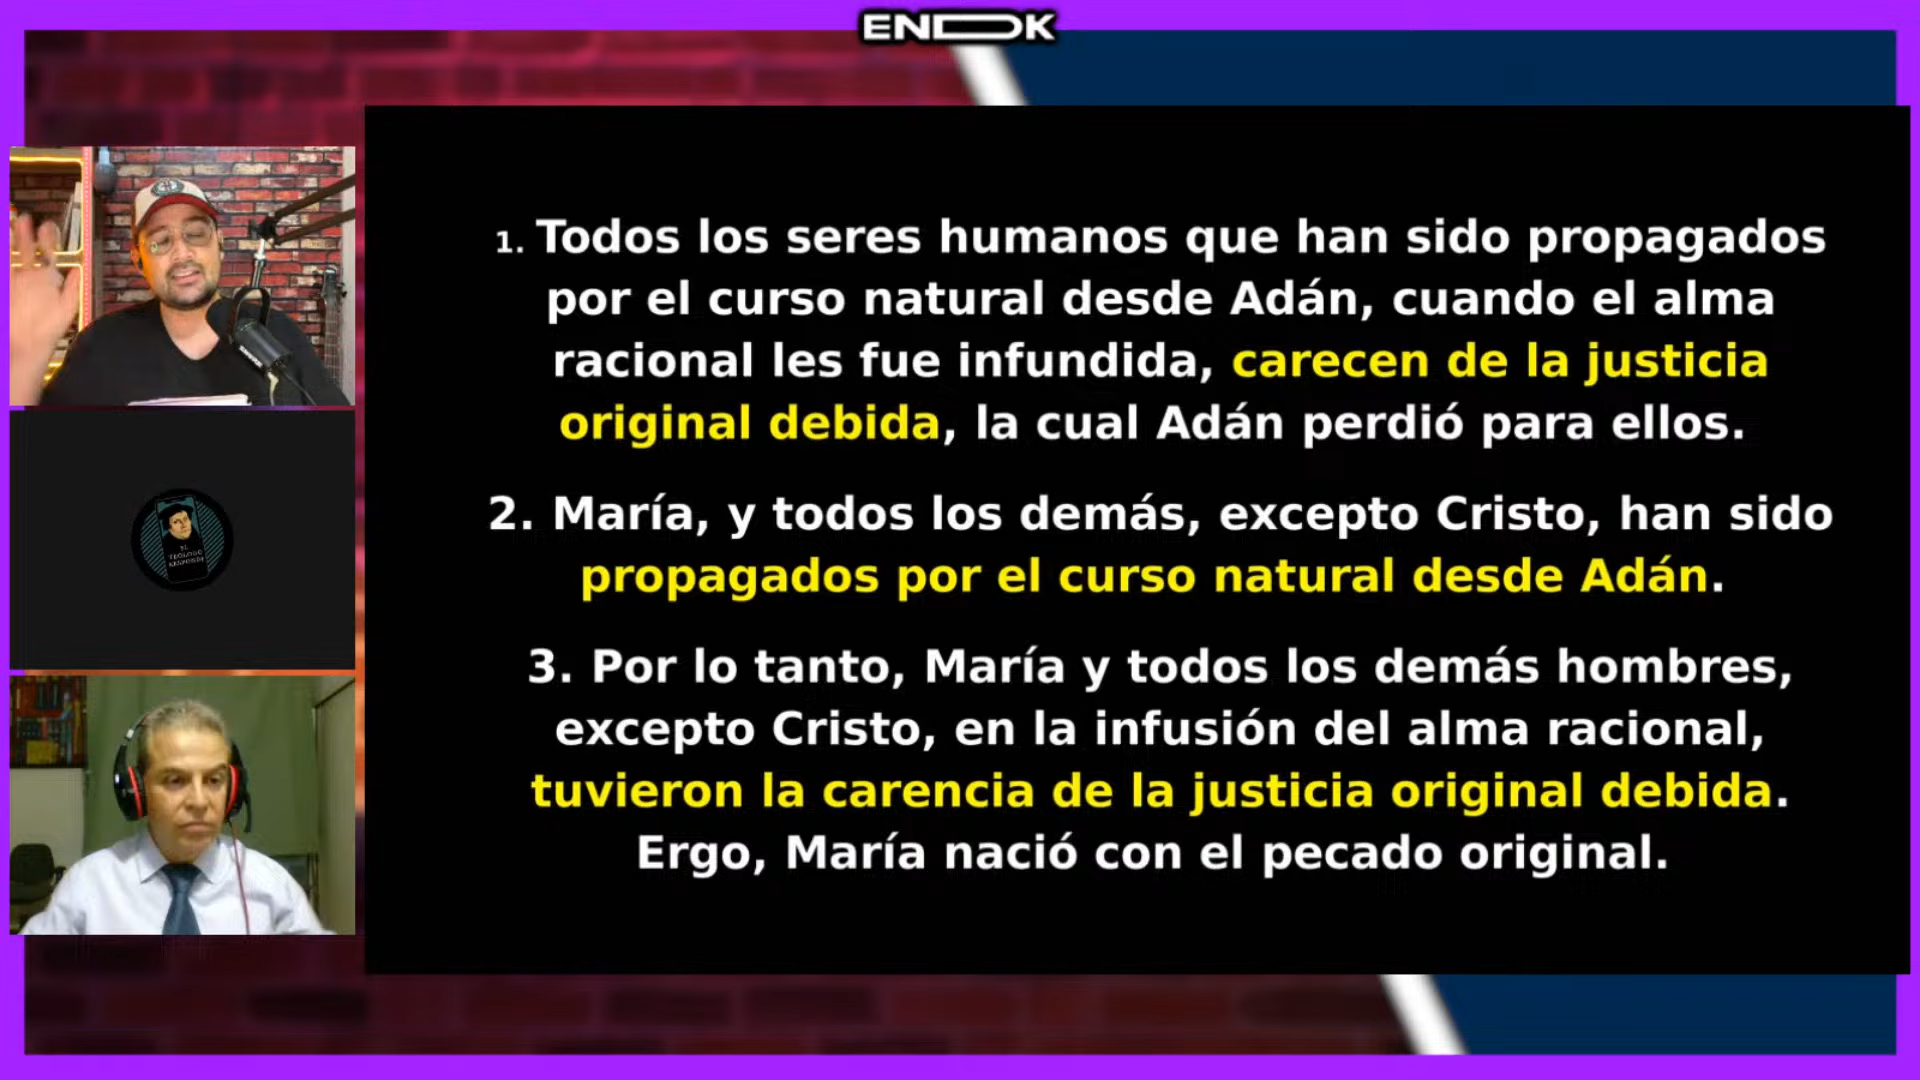 ENDK
1. Todos los seres humanos que han sido propagados
por el curso natural desde Adán, cuando el alma
racional les fue infundida, carecen de la justicia
original debida, la cual Adán perdió para ellos.
2. María, y todos los demás, excepto Cristo, han sido
propagados por el curso natural desde Adán.
3. Por lo tanto, María y todos los demás hombres,
excepto Cristo, en la infusión del alma racional,
tuvieron la carencia de la justicia original debida.
Ergo, María nació con el pecado original.